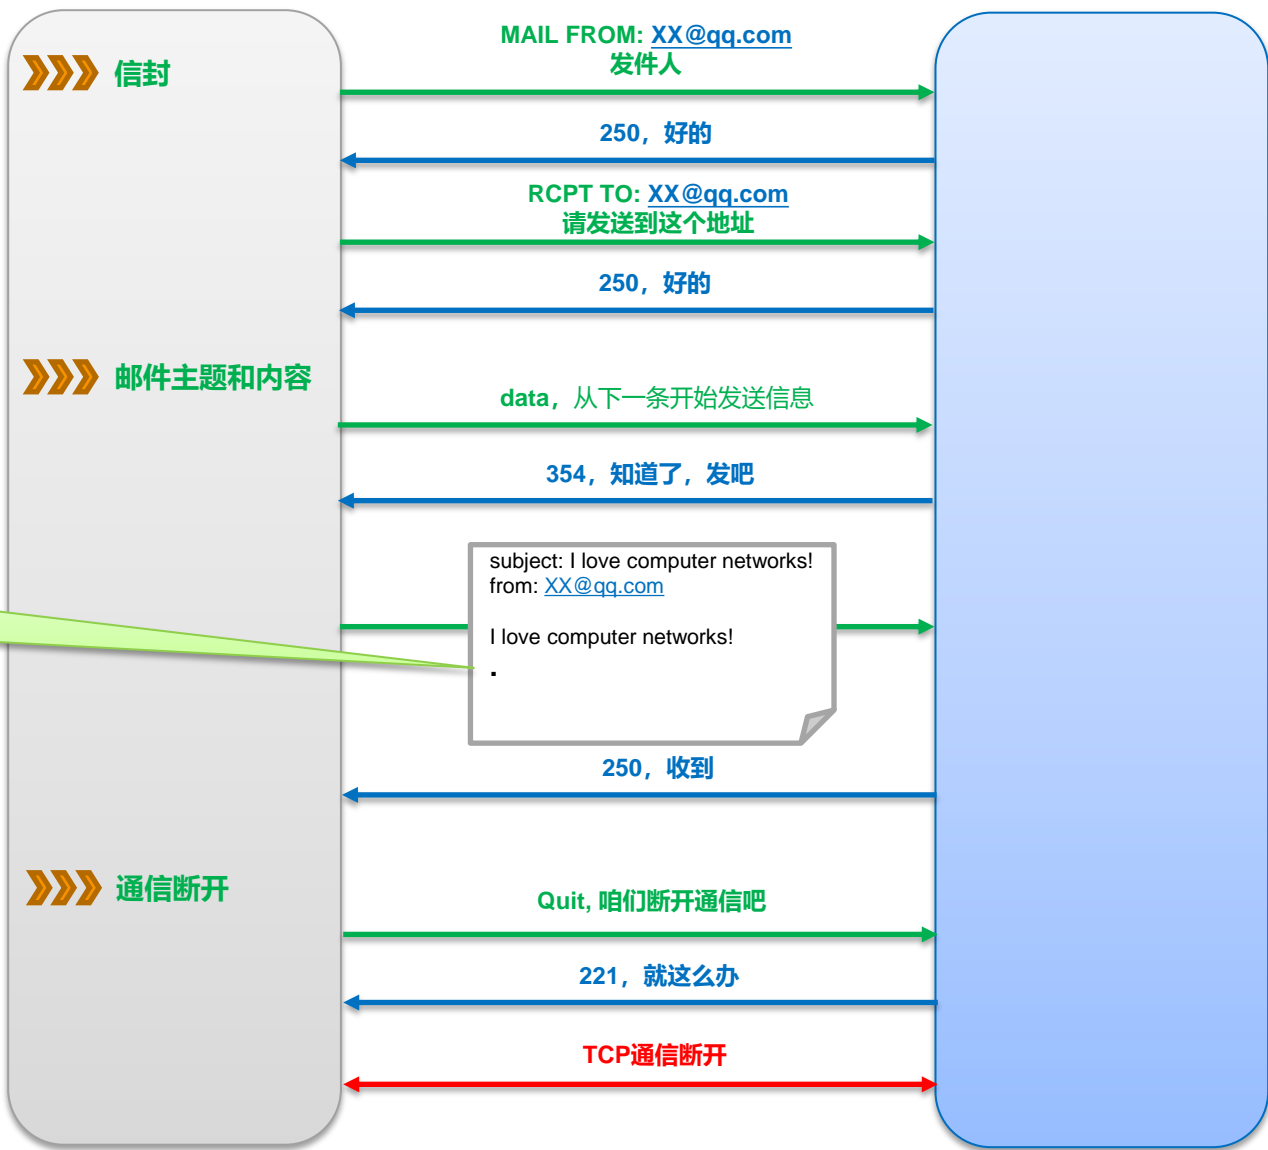 MAIL FROM: XX@qq.com
发件人
信封
250，好的
RCPT TO: XX@qq.com
请发送到这个地址
250，好的
邮件主题和内容
data，从下一条开始发送信息
354，知道了，发吧
subject: I love computer networks!
from: XX@qq.com
I love computer networks!
.
250，收到
通信断开
Quit, 咱们断开通信吧
221，就这么办
TCP通信断开